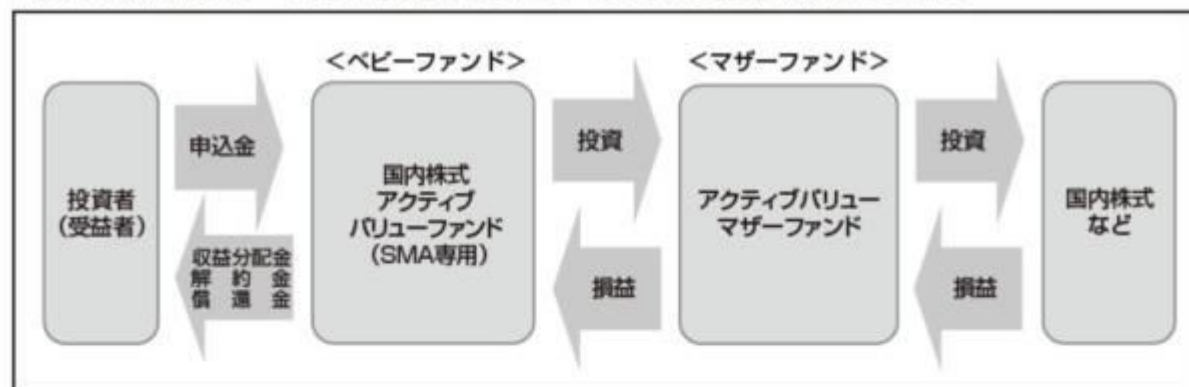 <ベビーファンド>
<マザーファンド>
投資者
(受益者)
申込金
収益分配金
解約金
償還金
国内株式
アクティブ
バリューファンド
(SMA専用)
投資
損益
アクティブバリュー
マザーファンド
投資
損益
国内株式
など